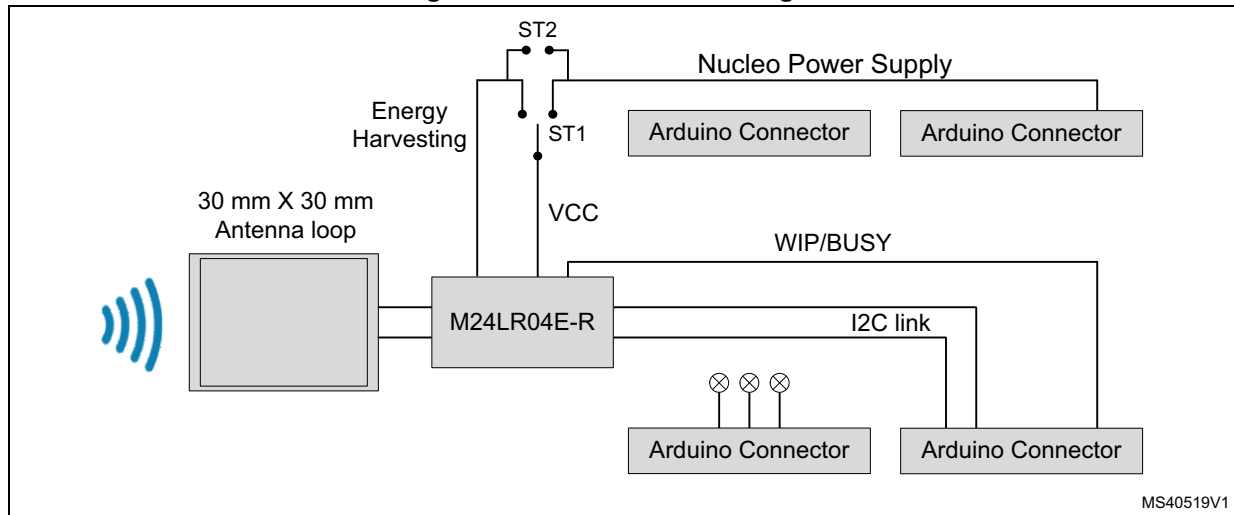 ST2
Nucleo Power Supply
Energy
Harvesting
ST1
Arduino Connector
Arduino Connector
30 mm X 30 mm
Antenna loop
VCC
WIP/BUSY
M24LR04E-R
I2C link
Arduino Connector
Arduino Connector
MS40519V1